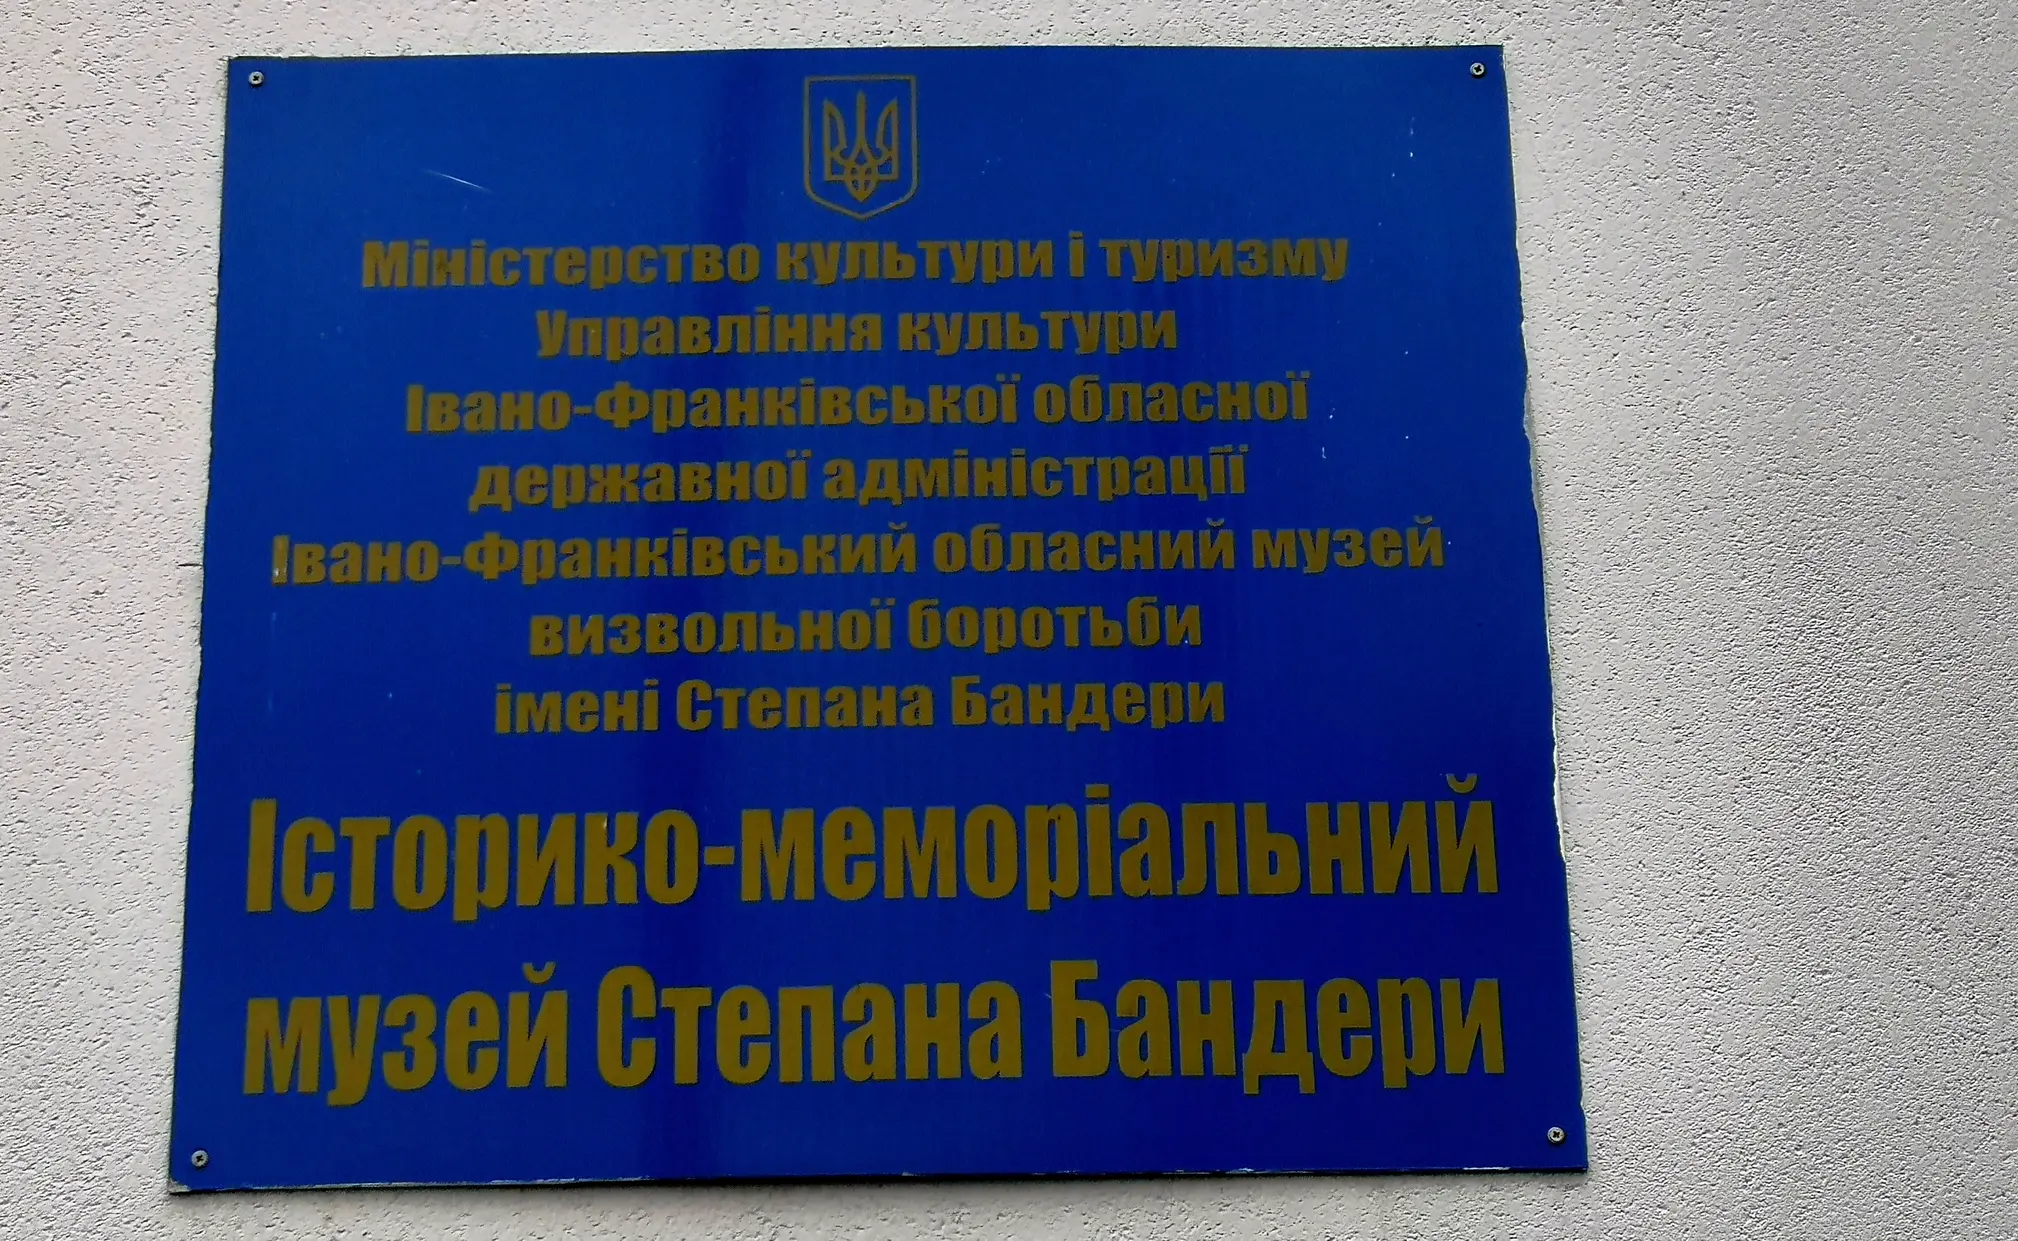 Міністерство культури і туризму
Управління культури
Івано-Франківської обласної
державної адміністрації
Івано-Франківський обласний музей
визвольної боротьби
імені Степана Бандери
Історико-меморіальний
музей Степана Бандери